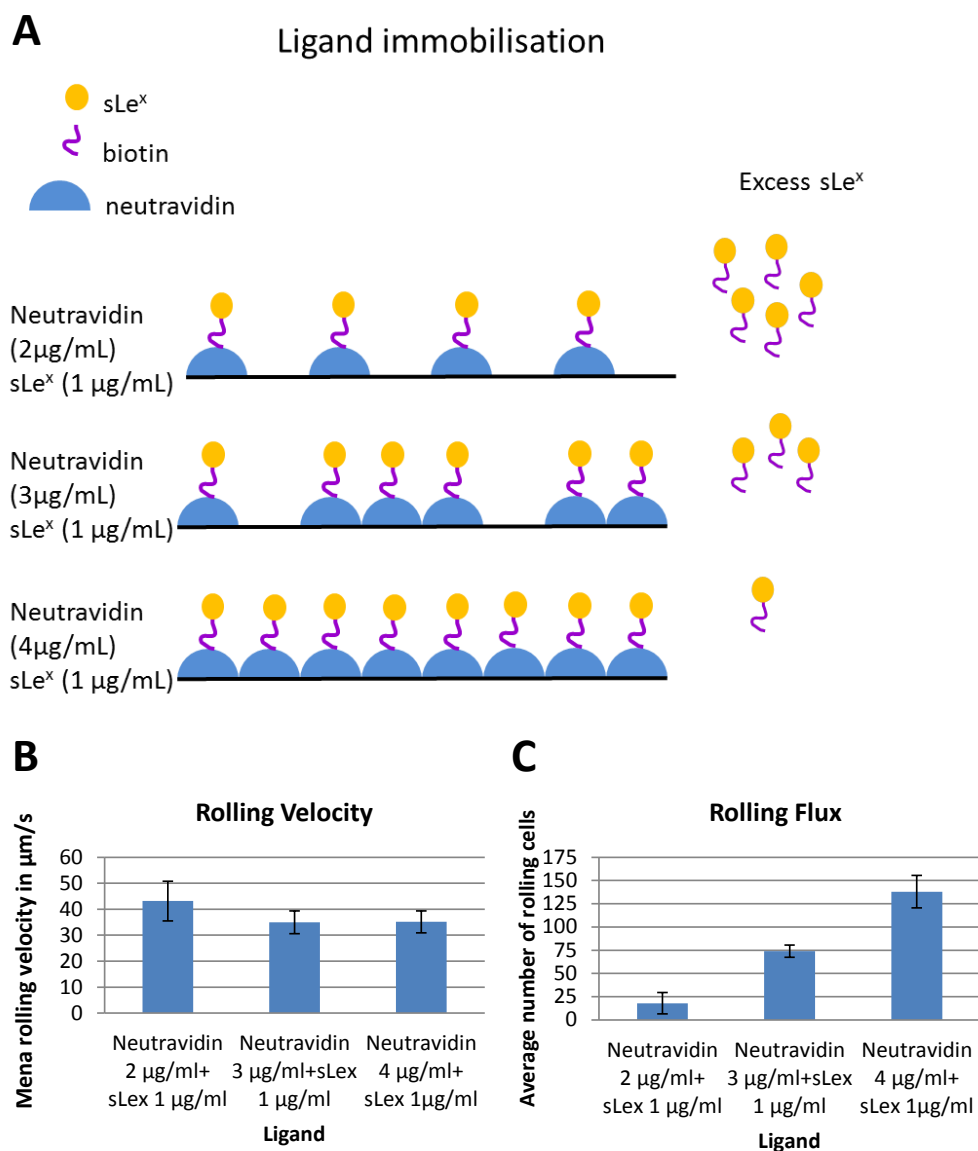 A
Ligand immobilisation
sLeˣ
biotin
neutravidin
Excess sLeˣ
Neutravidin
(2µg/mL)
sLeˣ (1 µg/mL)
Neutravidin
(3µg/mL)
sLeˣ (1 µg/mL)
Neutravidin
(4µg/mL)
sLeˣ (1 µg/mL)
B
Rolling Velocity
Mena rolling velocity in µm/s
60
50
40
30
20
10
0
Neutravidin
2 µg/ml+
sLex 1 µg/ml
Neutravidin
3 µg/ml+sLex
1 µg/ml
Neutravidin
4 µg/ml+
sLex 1µg/ml
Ligand
C
Rolling Flux
Average number of rolling cells
175
150
125
100
75
50
25
0
Neutravidin
2 µg/ml+
sLex 1 µg/ml
Neutravidin
3 µg/ml+sLex
1 µg/ml
Neutravidin
4 µg/ml+
sLex 1µg/ml
Ligand